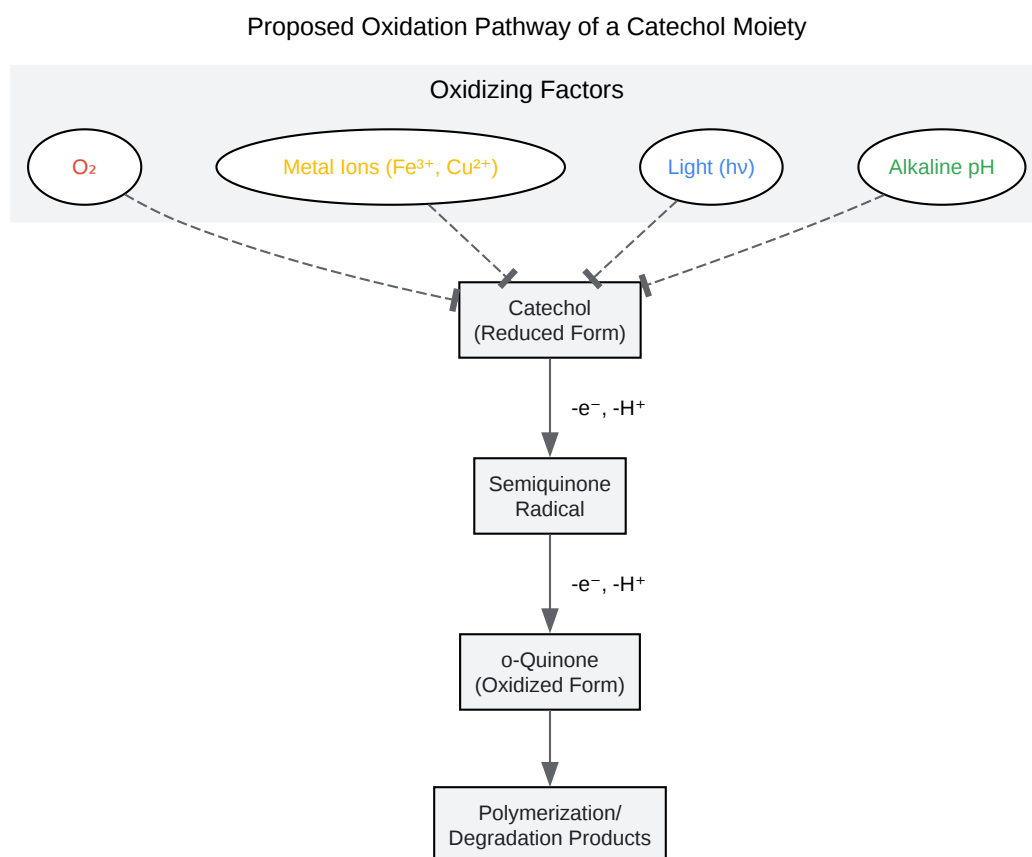 Proposed Oxidation Pathway of a Catechol Moiety
Oxidizing Factors
O₂
Metal Ions (Fe³⁺, Cu²⁺)
Light (hν)
Alkaline pH
Catechol
(Reduced Form)
-e⁻, -H⁺
Semiquinone
Radical
-e⁻, -H⁺
o-Quinone
(Oxidized Form)
Polymerization/
Degradation Products